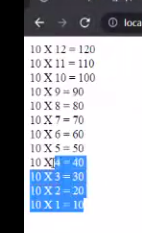 loca
10 X 12 = 120
10 X 11 = 110
10 X 10 = 100
10 X 9 = 90
10 X 8 = 80
10 X 7 = 70
10 X 6 = 60
10 X 5 = 50
10 X 4 = 40
10 X 3 = 30
10 X 2 = 20
10 X 1 = 10